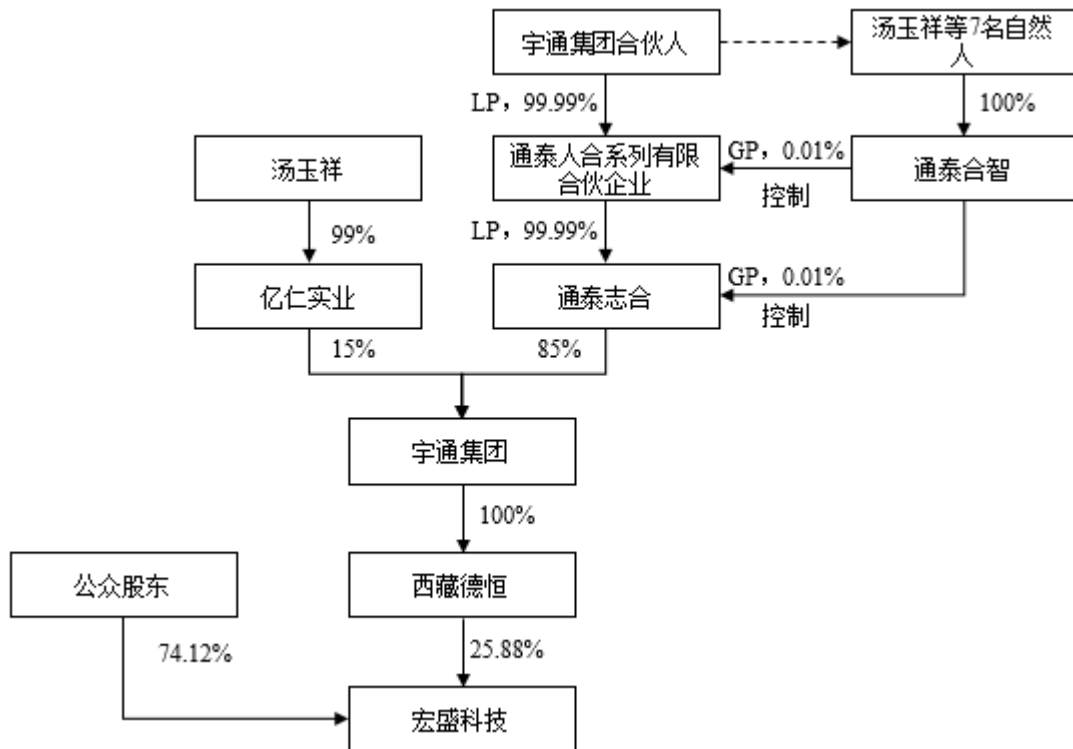 宇通集团合伙人
汤玉祥等7名自然
人
LP，99.99%
100%
汤玉祥
通泰人合系列有限
合伙企业
GP，0.01%
控制
通泰合智
99%
LP，99.99%
亿仁实业
通泰志合
GP，0.01%
控制
15%
85%
宇通集团
100%
公众股东
西藏德恒
74.12%
25.88%
宏盛科技